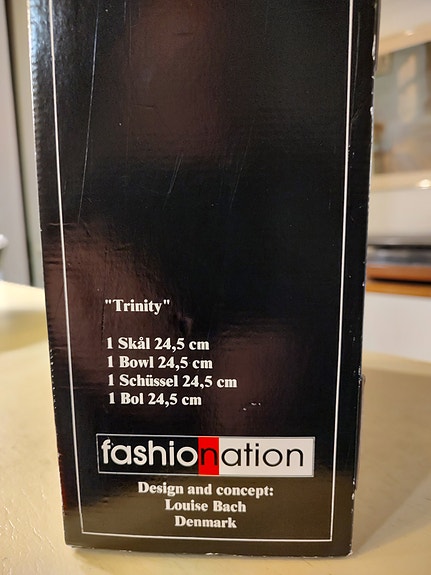 "Trinity"
1 Skål 24,5 cm
1 Bowl 24,5 cm
1 Schüssel 24,5 cm
1 Bol 24,5 cm
fashionation
Design and concept:
Louise Bach
Denmark